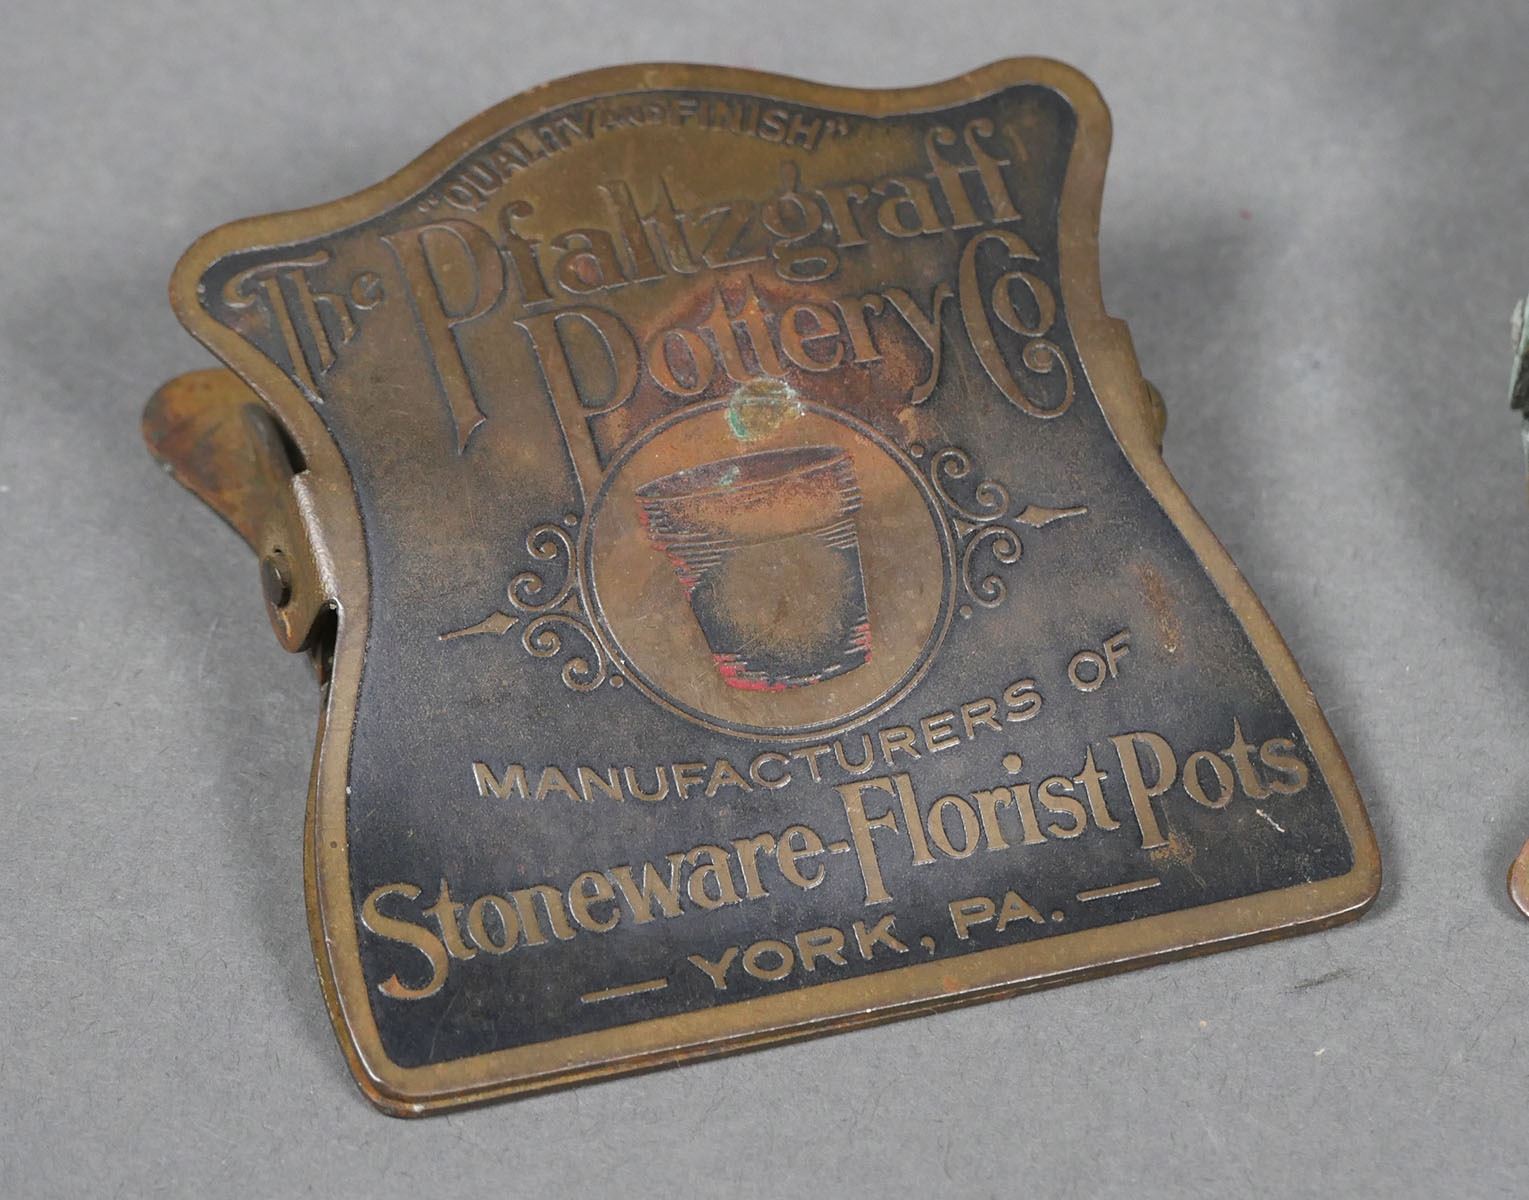 "QUALITY AND FINISH"
The Pfaltzgraff
Pottery Co
MANUFACTURERS OF
Stoneware-Florist Pots
— YORK, PA. —